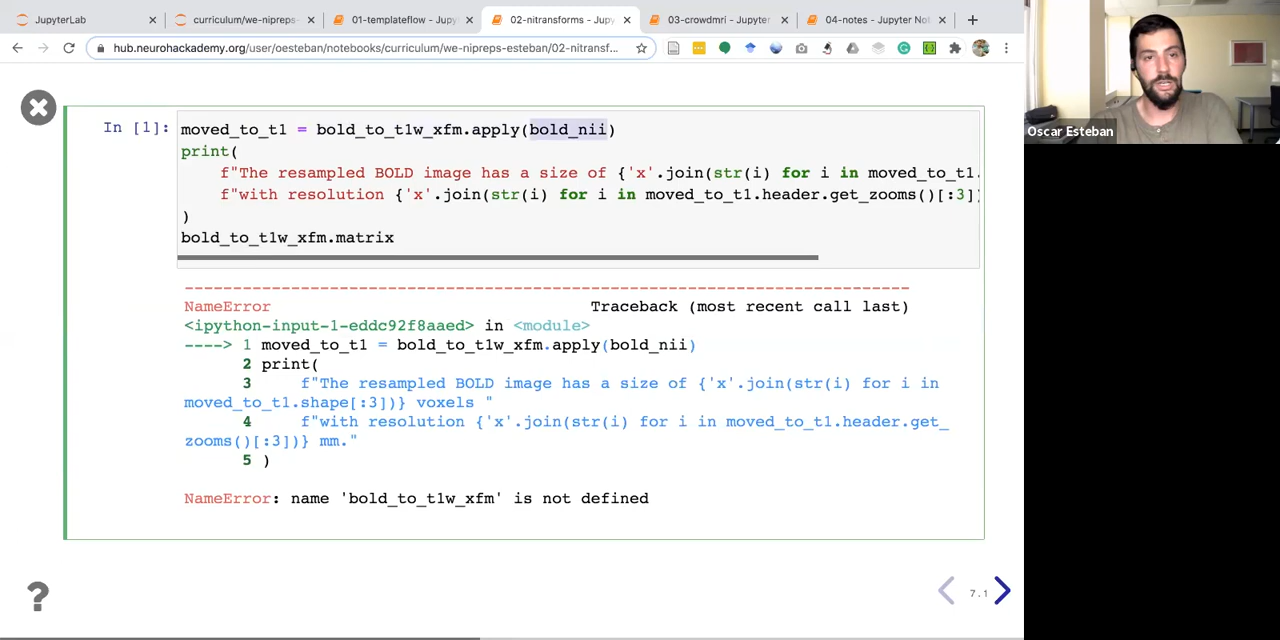 JupyterLab
curriculum/we-nipreps-
01-templateflow - Jupy
02-nitransforms - Jupy
03-crowdmri - Jupyter
04-notes - Jupyter No
hub.neurohackademy.org/user/oesteban/notebooks/curriculum/we-nipreps-esteban/02-nitransf...
Oscar Esteban
In [1]:
moved_to_t1 = bold_to_t1w_xfm.apply(bold_nii)
print(
f"The resampled BOLD image has a size of {'x'.join(str(i) for i in moved_to_t1.
f"with resolution {'x'.join(str(i) for i in moved_to_t1.header.get_zooms()[:3]
)
bold_to_t1w_xfm.matrix
---------------------------------------------------------------------------
NameError Traceback (most recent call last)
<ipython-input-1-eddc92f8aaed> in <module>
----> 1 moved_to_t1 = bold_to_t1w_xfm.apply(bold_nii)
2 print(
3 f"The resampled BOLD image has a size of {'x'.join(str(i) for i in
moved_to_t1.shape[:3])} voxels "
4 f"with resolution {'x'.join(str(i) for i in moved_to_t1.header.get_
zooms()[:3])} mm."
5 )
NameError: name 'bold_to_t1w_xfm' is not defined
?
7.1